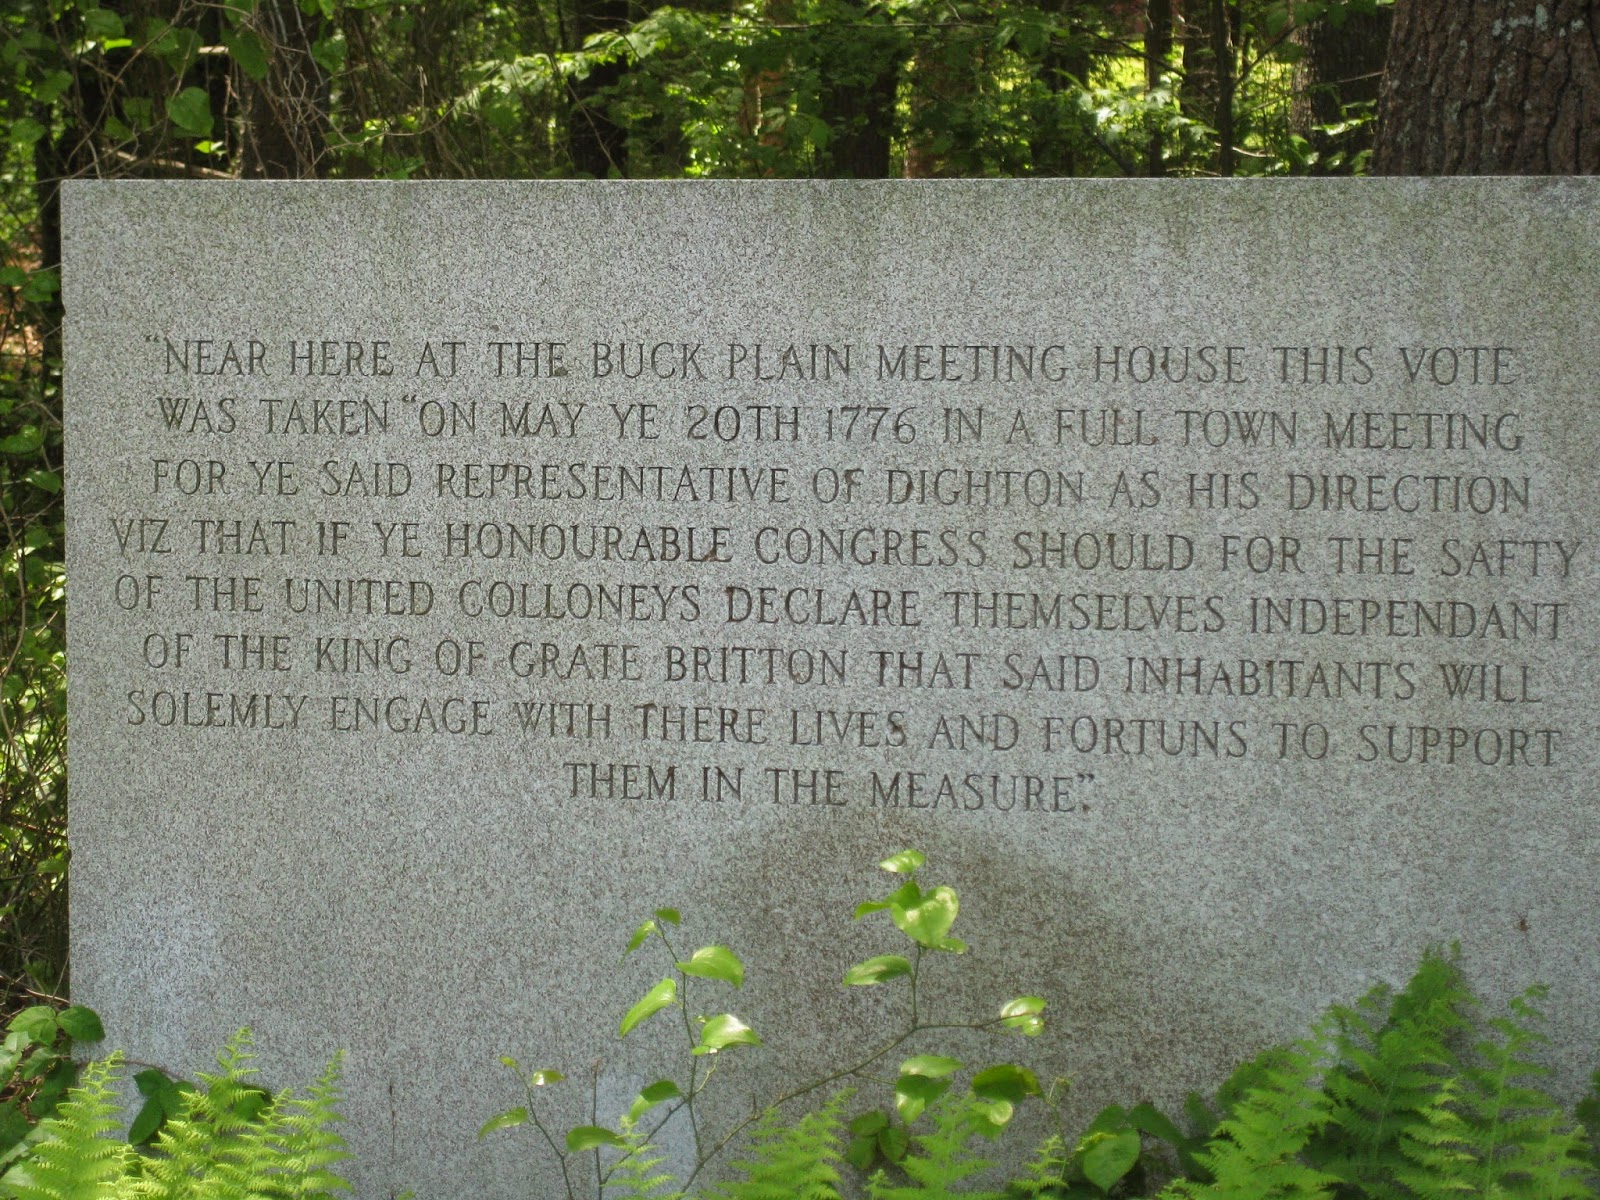 “NEAR HERE AT THE BUCK PLAIN MEETING HOUSE THIS VOTE
WAS TAKEN “ON MAY YE 20TH 1776 IN A FULL TOWN MEETING
FOR YE SAID REPRESENTATIVE OF DIGHTON AS HIS DIRECTION
VIZ THAT IF YE HONOURABLE CONGRESS SHOULD FOR THE SAFTY
OF THE UNITED COLLONEYS DECLARE THEMSELVES INDEPENDANT
OF THE KING OF GRATE BRITTON THAT SAID INHABITANTS WILL
SOLEMLY ENGAGE WITH THERE LIVES AND FORTUNS TO SUPPORT
THEM IN THE MEASURE.”